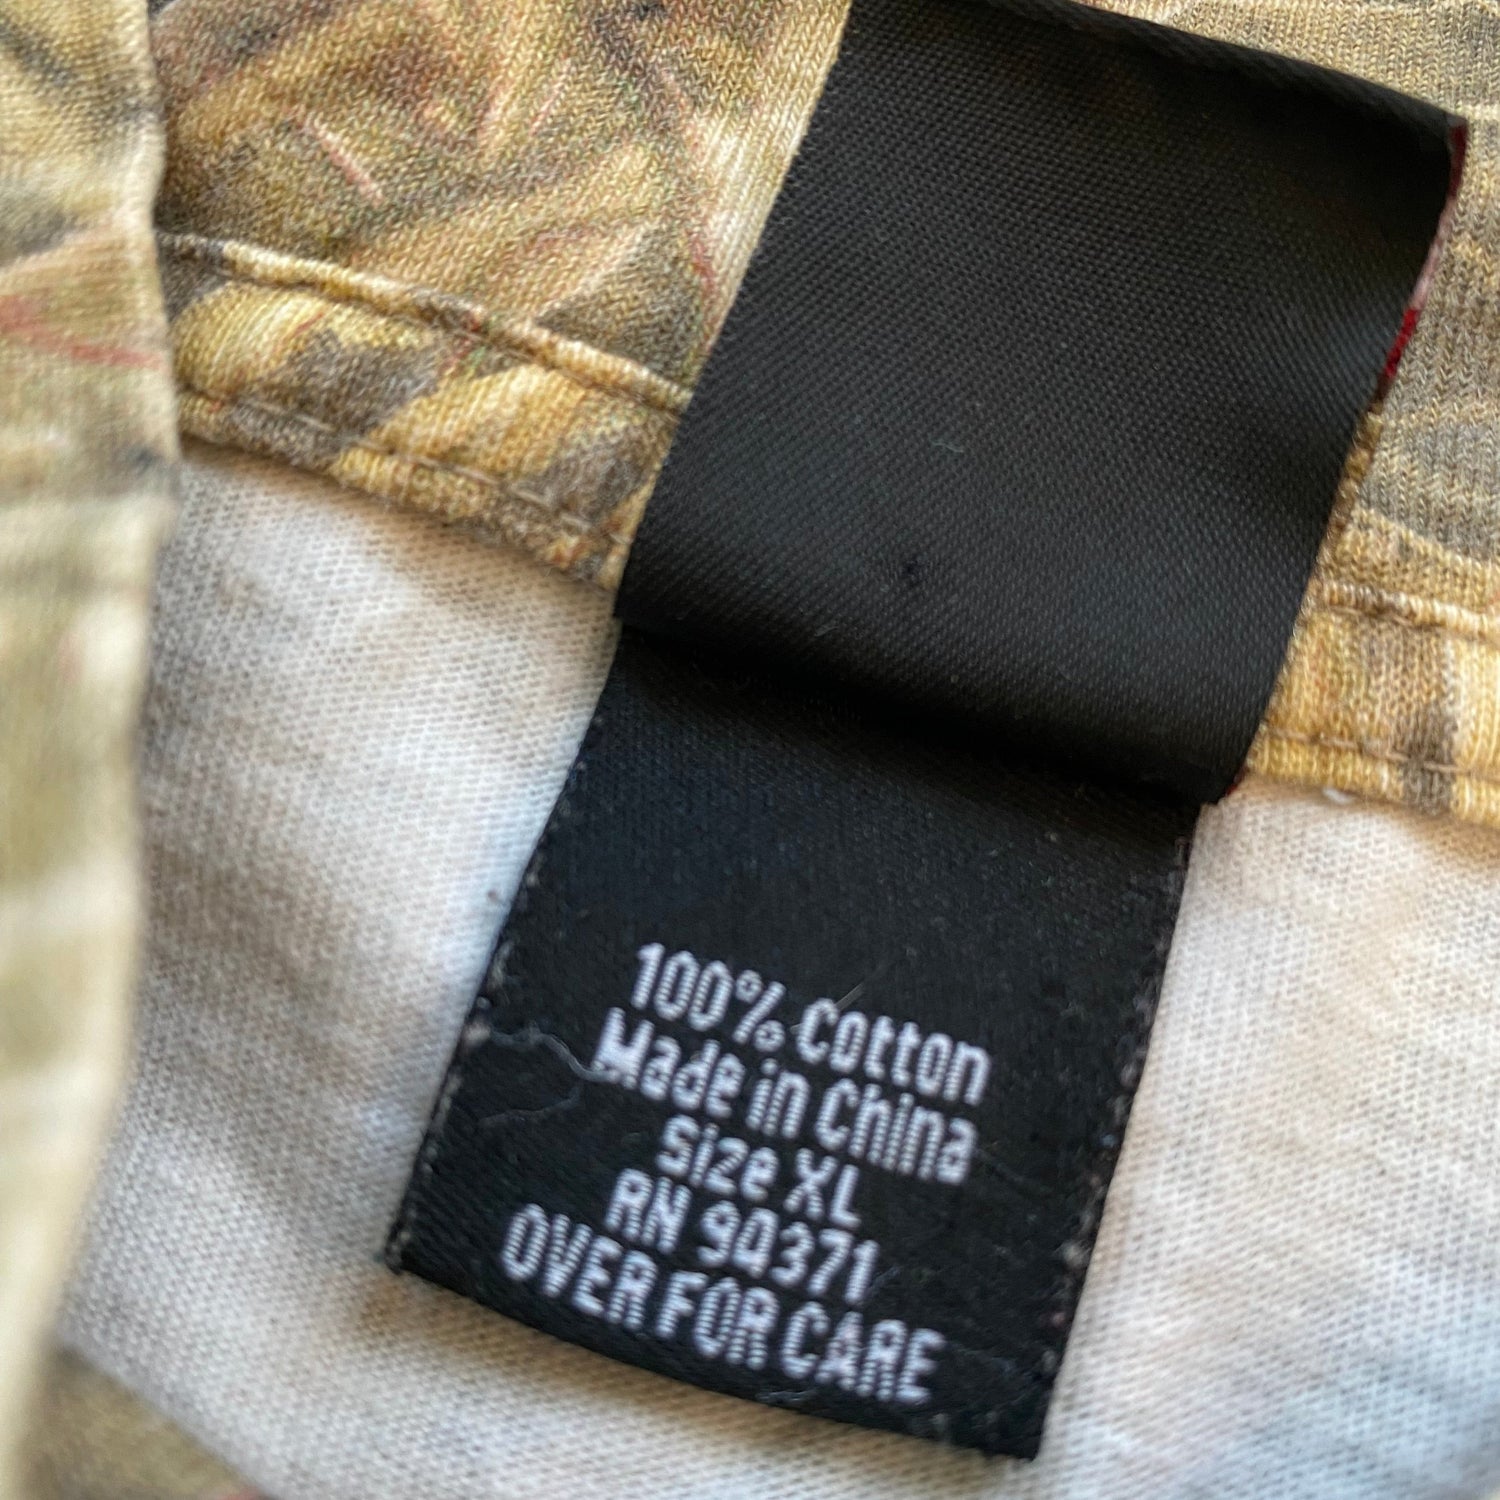 100% Cotton
Made in China
Size XL
RN 94371
OVER FOR CARE